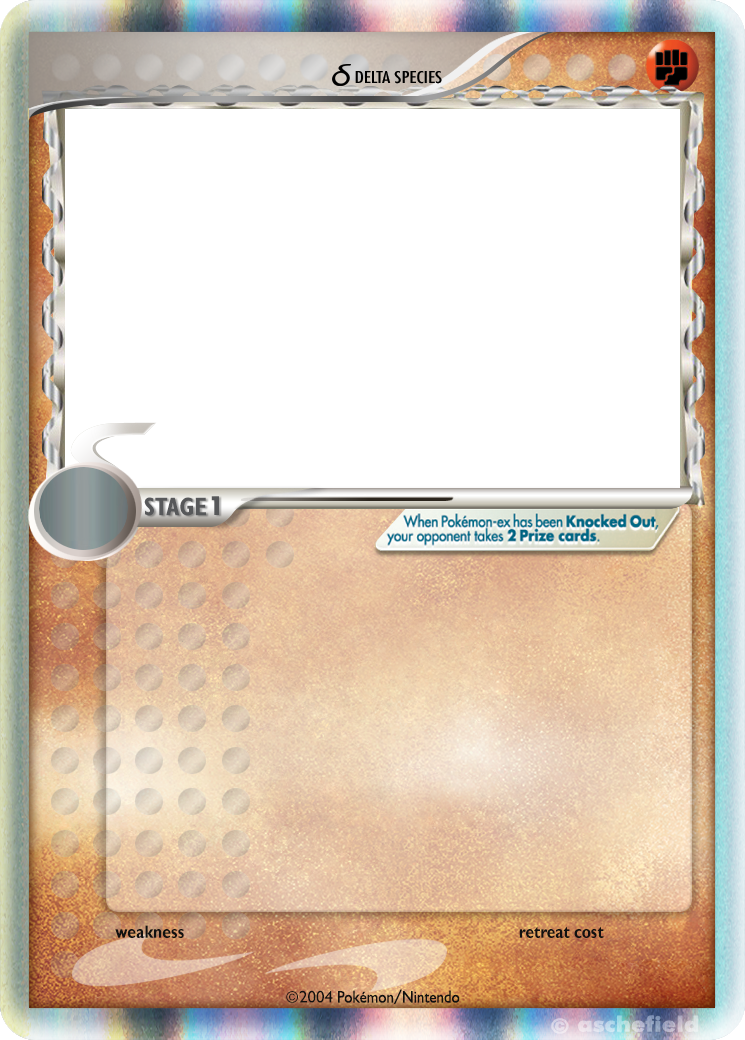 δ DELTA SPECIES
STAGE 1
When Pokémon-ex has been Knocked Out,
your opponent takes 2 Prize cards.
weakness
retreat cost
©2004 Pokémon/Nintendo
© aschefield